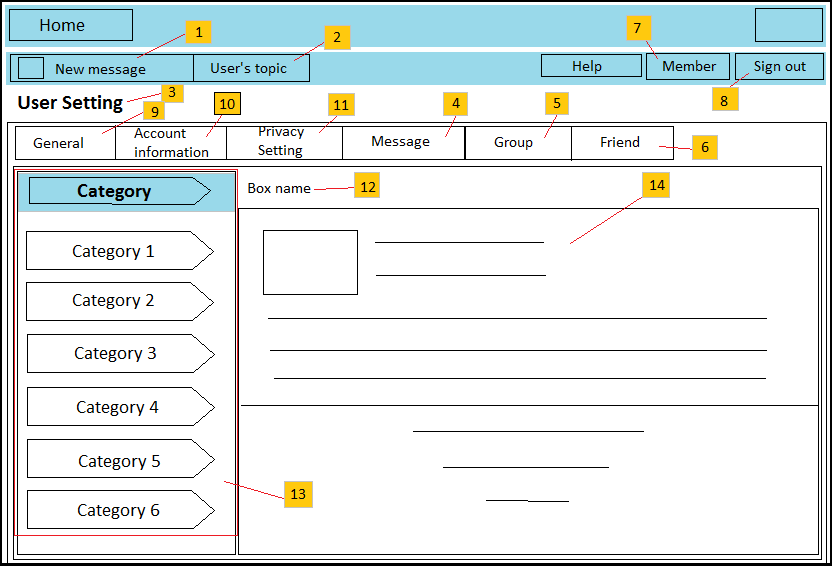 Home
1
2
7
New message
User's topic
Help
Member
Sign out
User Setting
3
9
10
11
4
5
8
General
Account
information
Privacy
Setting
Message
Group
Friend
6
Category
Box name
12
14
Category 1
Category 2
Category 3
Category 4
Category 5
Category 6
13